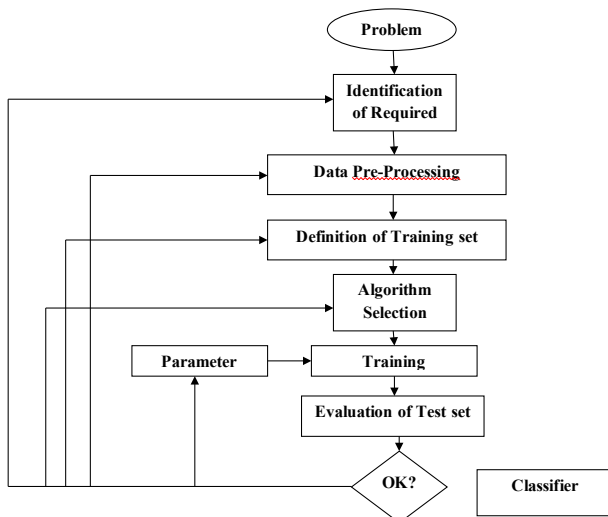 Problem
Identification
of Required
Data Pre-Processing
Definition of Training set
Algorithm
Selection
Parameter
Training
Evaluation of Test set
OK?
Classifier